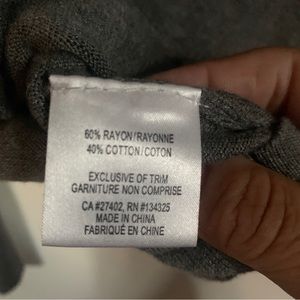 60% RAYON/RAYONNE
40% COTTON/COTON
EXCLUSIVE OF TRIM
GARNITURE NON COMPRISE
CA #27402, RN #134325
MADE IN CHINA
FABRIQUÉ EN CHINE